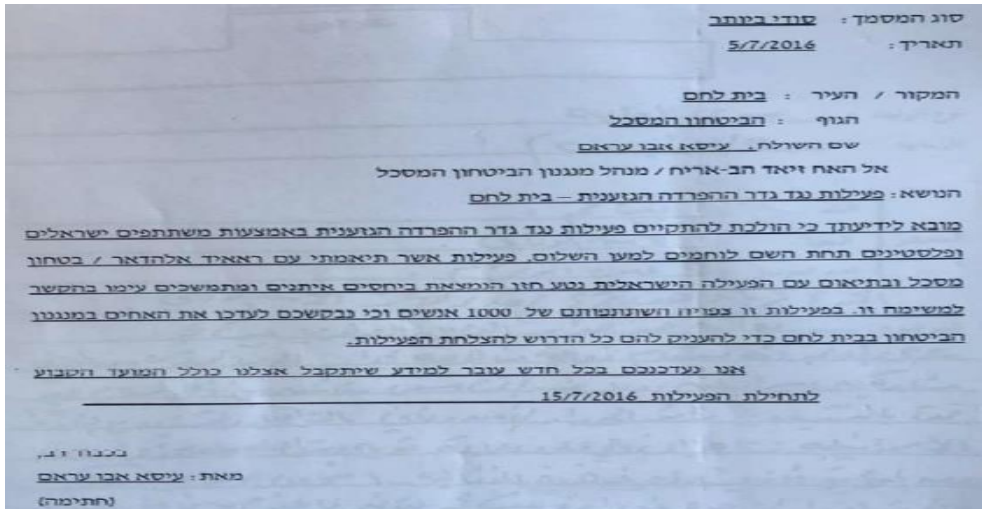 סוג המסמך : סודי ביותר
תאריך : 5/7/2016
המקור / העיר : בית לחם
הגוף : הביטחון המסכל
שם השולח, עיסא אבו עראם
אל האח זיאד הב-אריח / מנהל מנגנון הביטחון המסכל
הנושא : פעילות נגד גדר ההפרדה הגזענית – בית לחם
מובא לידיעתך כי הולכת להתקיים פעילות נגד גדר ההפרדה הגזענית באמצעות משתתפים ישראלים
ופלסטינים תחת השם לוחמים למען השלום, פעילות אשר תיאמתי עם ראאיד אלהדאר / בטחון
מסכל ובתיאום עם הפעילה הישראלית נטע חזן הנמצאת ביחסים איתנים ומתמשכים עימו בהקשר
למשימה זו. בפעילות זו צפויה השתתפותם של 1000 אנשים וכי נבקשכם לעדכן את האחים במנגנון
הביטחון בבית לחם כדי להעניק להם כל הדרוש להצלחת הפעילות.
אנו נעדכנכם בכל חדש עובר למידע שיתקבל אצלנו כולל המועד הקבוע
לתחילת הפעילות 15/7/2016
מאת : עיסא אבו עראם
(חתימה)